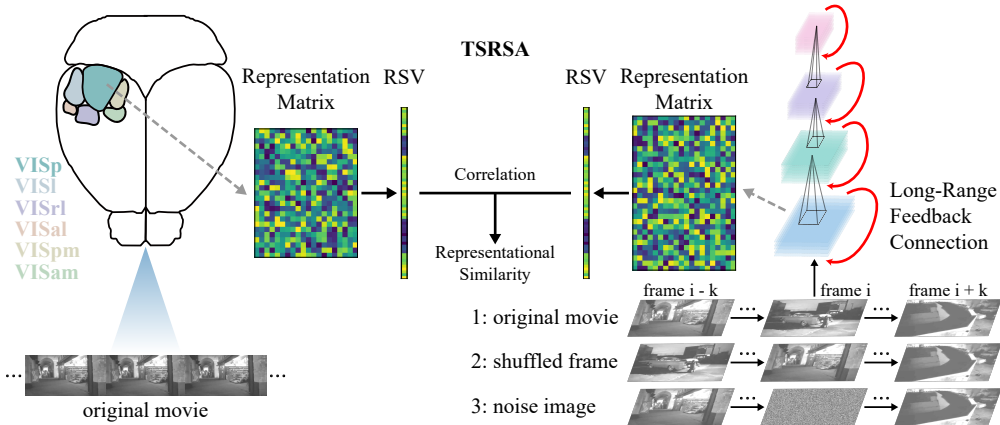 TSRSA
Representation
Matrix
RSV
RSV
Representation
Matrix
VISp
VISl
VISrl
VISal
VISpm
VISam
Correlation
Representational
Similarity
Long-Range
Feedback
Connection
frame i - k
frame i
frame i + k
1: original movie
...
...
2: shuffled frame
...
...
3: noise image
...
...
...
...
original movie